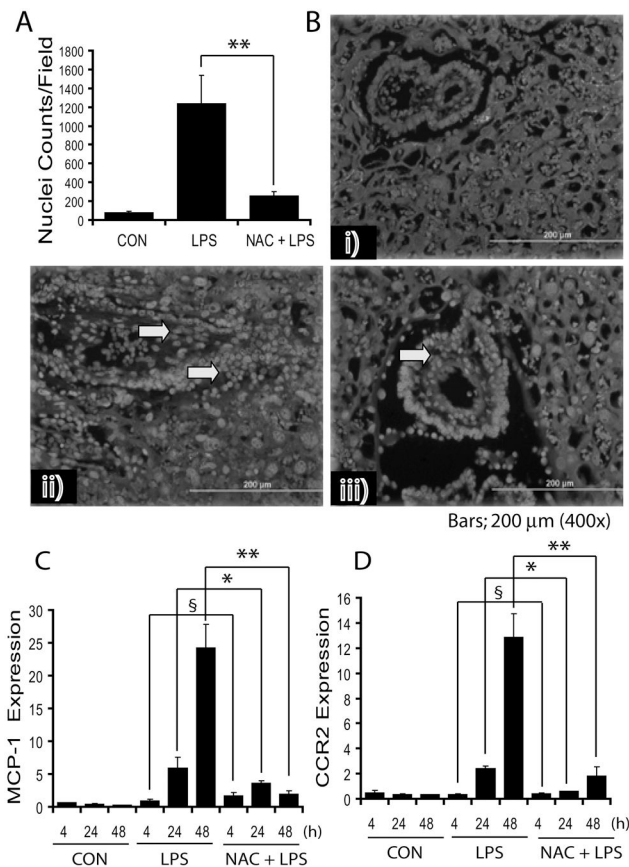 A
Nuclei Counts/Field
1800
1600
1400
1200
1000
800
600
400
200
0
**
CON LPS NAC + LPS
B
i)
200 µm
ii)
200 µm
iii)
200 µm
Bars; 200 µm (400x)
C
MCP-1 Expression
30
25
20
15
10
5
0
**
*
§
4 24 48 4 24 48 4 24 48 (h)
CON LPS NAC + LPS
D
CCR2 Expression
16
14
12
10
8
6
4
2
0
**
*
§
4 24 48 4 24 48 4 24 48 (h)
CON LPS NAC + LPS